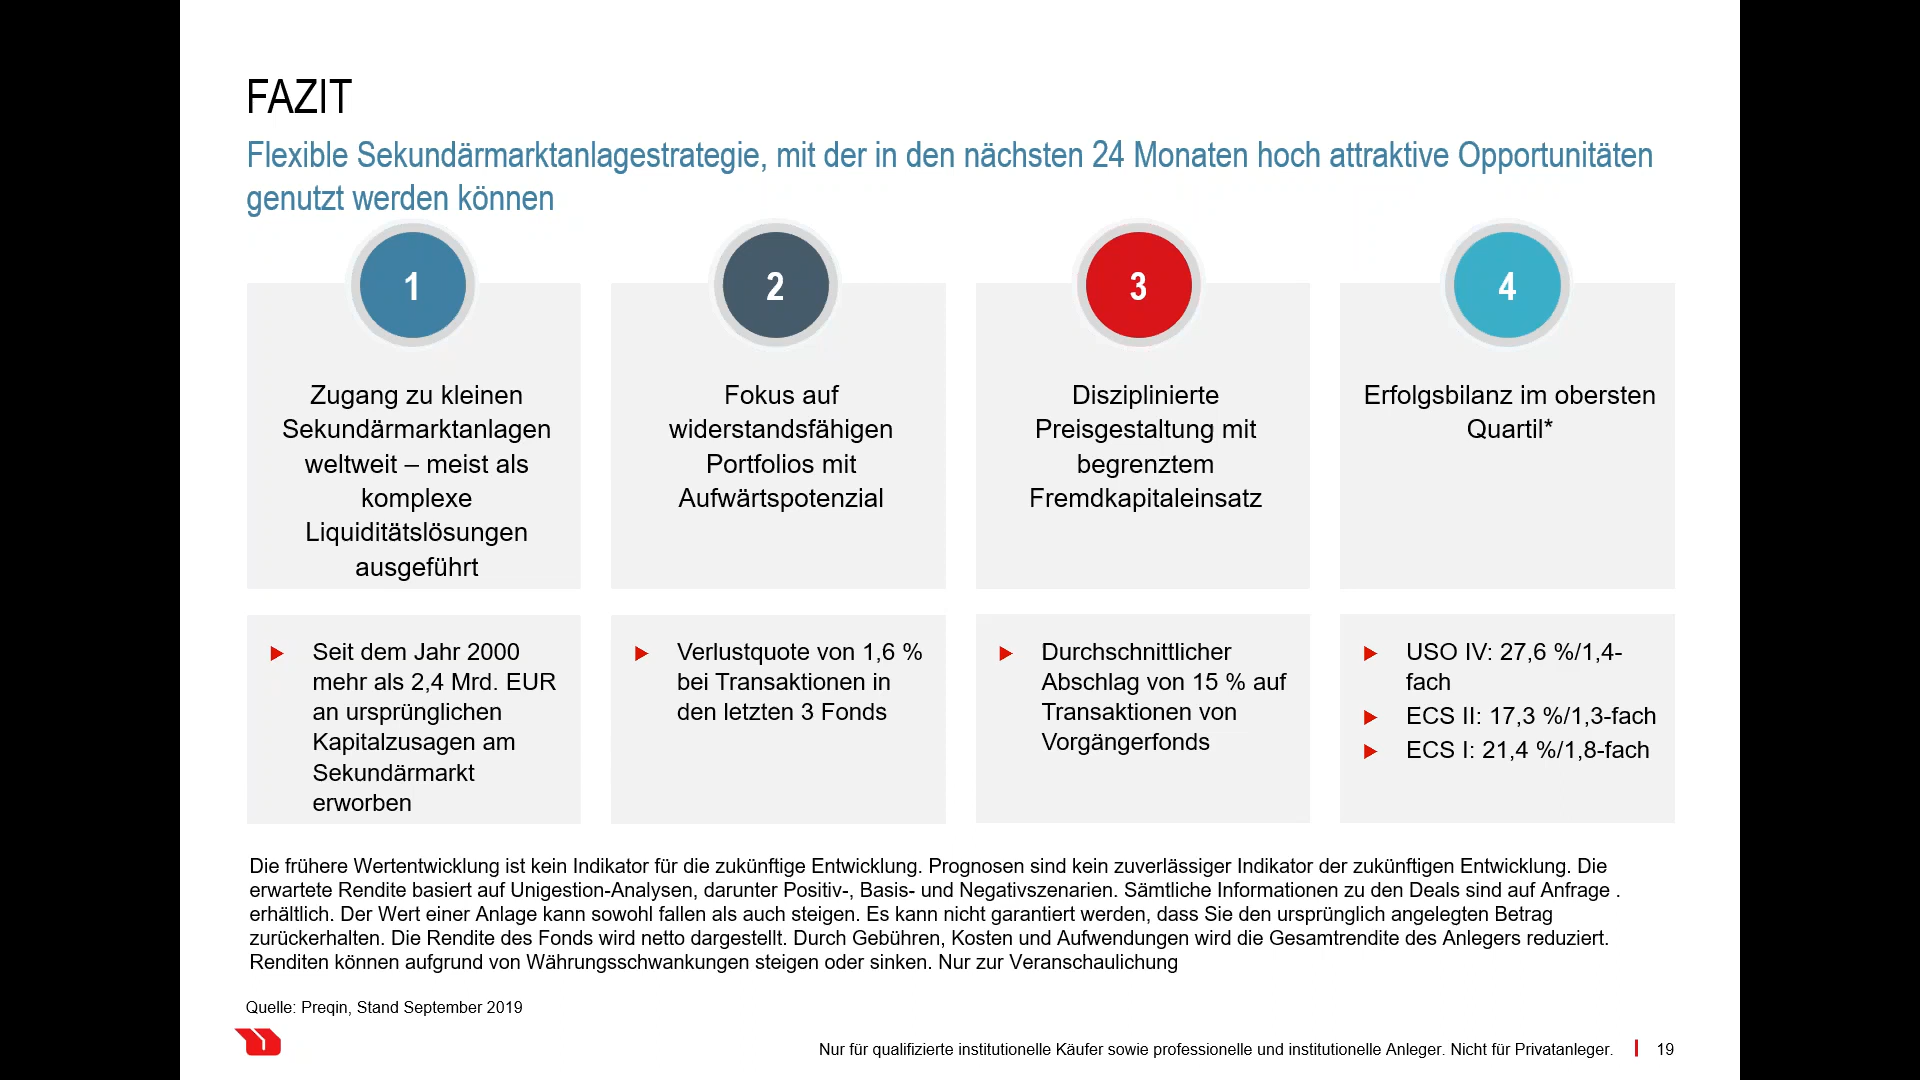 FAZIT
Flexible Sekundärmarktanlagestrategie, mit der in den nächsten 24 Monaten hoch attraktive Opportunitäten
genutzt werden können
1
Zugang zu kleinen
Sekundärmarktanlagen
weltweit – meist als
komplexe
Liquiditätslösungen
ausgeführt
2
Fokus auf
widerstandsfähigen
Portfolios mit
Aufwärtspotenzial
3
Disziplinierte
Preisgestaltung mit
begrenztem
Fremdkapitaleinsatz
4
Erfolgsbilanz im obersten
Quartil*
Seit dem Jahr 2000
mehr als 2,4 Mrd. EUR
an ursprünglichen
Kapitalzusagen am
Sekundärmarkt
erworben
Verlustquote von 1,6 %
bei Transaktionen in
den letzten 3 Fonds
Durchschnittlicher
Abschlag von 15 % auf
Transaktionen von
Vorgängerfonds
USO IV: 27,6 %/1,4-
fach
ECS II: 17,3 %/1,3-fach
ECS I: 21,4 %/1,8-fach
Die frühere Wertentwicklung ist kein Indikator für die zukünftige Entwicklung. Prognosen sind kein zuverlässiger Indikator der zukünftigen Entwicklung. Die
erwartete Rendite basiert auf Unigestion-Analysen, darunter Positiv-, Basis- und Negativszenarien. Sämtliche Informationen zu den Deals sind auf Anfrage .
erhältlich. Der Wert einer Anlage kann sowohl fallen als auch steigen. Es kann nicht garantiert werden, dass Sie den ursprünglich angelegten Betrag
zurückerhalten. Die Rendite des Fonds wird netto dargestellt. Durch Gebühren, Kosten und Aufwendungen wird die Gesamtrendite des Anlegers reduziert.
Renditen können aufgrund von Währungsschwankungen steigen oder sinken. Nur zur Veranschaulichung
Quelle: Preqin, Stand September 2019
Nur für qualifizierte institutionelle Käufer sowie professionelle und institutionelle Anleger. Nicht für Privatanleger.
19